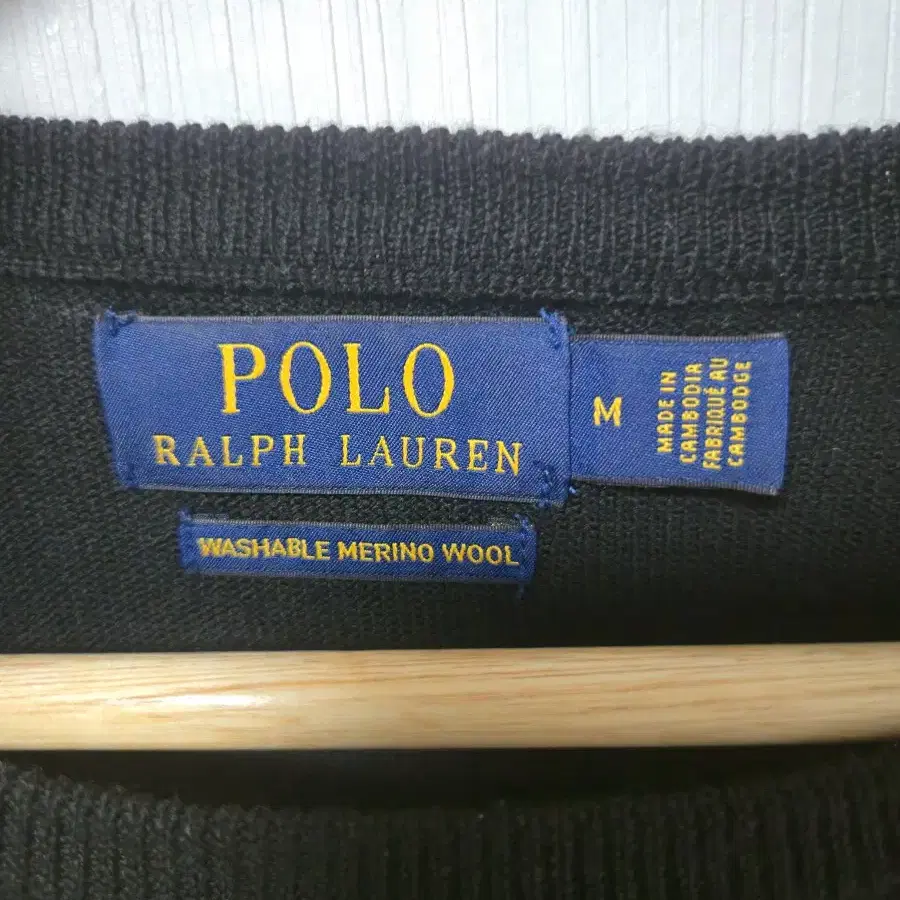 POLO
RALPH LAUREN
M
MADE IN
CAMBODIA
FABRIQUÉ AU
CAMBODGE
WASHABLE MERINO WOOL